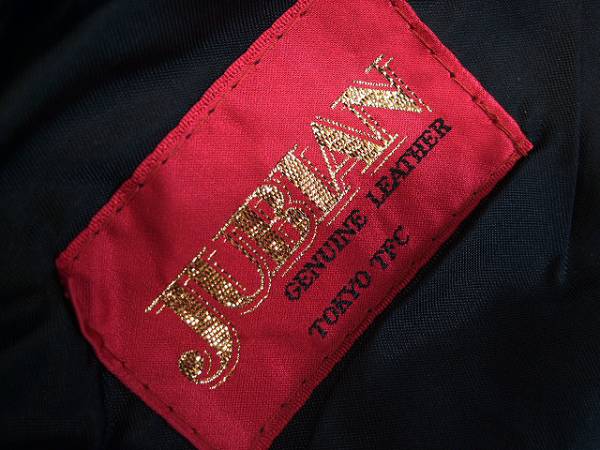 JUBIAN
GENUINE LEATHER
TOKYO TFC